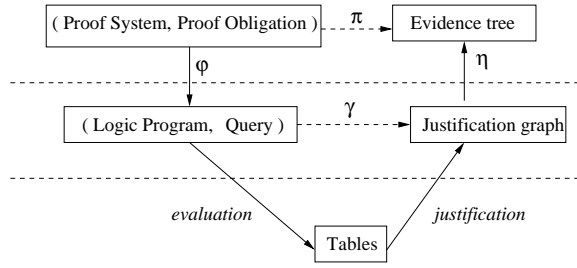 ( Proof System, Proof Obligation ) π Evidence tree
φ η
( Logic Program, Query ) γ Justification graph
evaluation justification
Tables